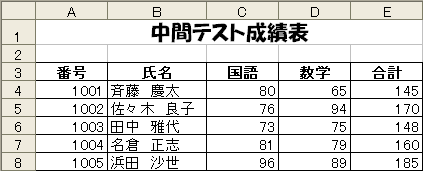 A B C D E
1 中間テスト成績表
2
3 番号 氏名 国語 数学 合計
4 1001 斉藤 慶太 80 65 145
5 1002 佐々木 良子 76 94 170
6 1003 田中 雅代 73 75 148
7 1004 名倉 正志 81 79 160
8 1005 浜田 沙世 96 89 185